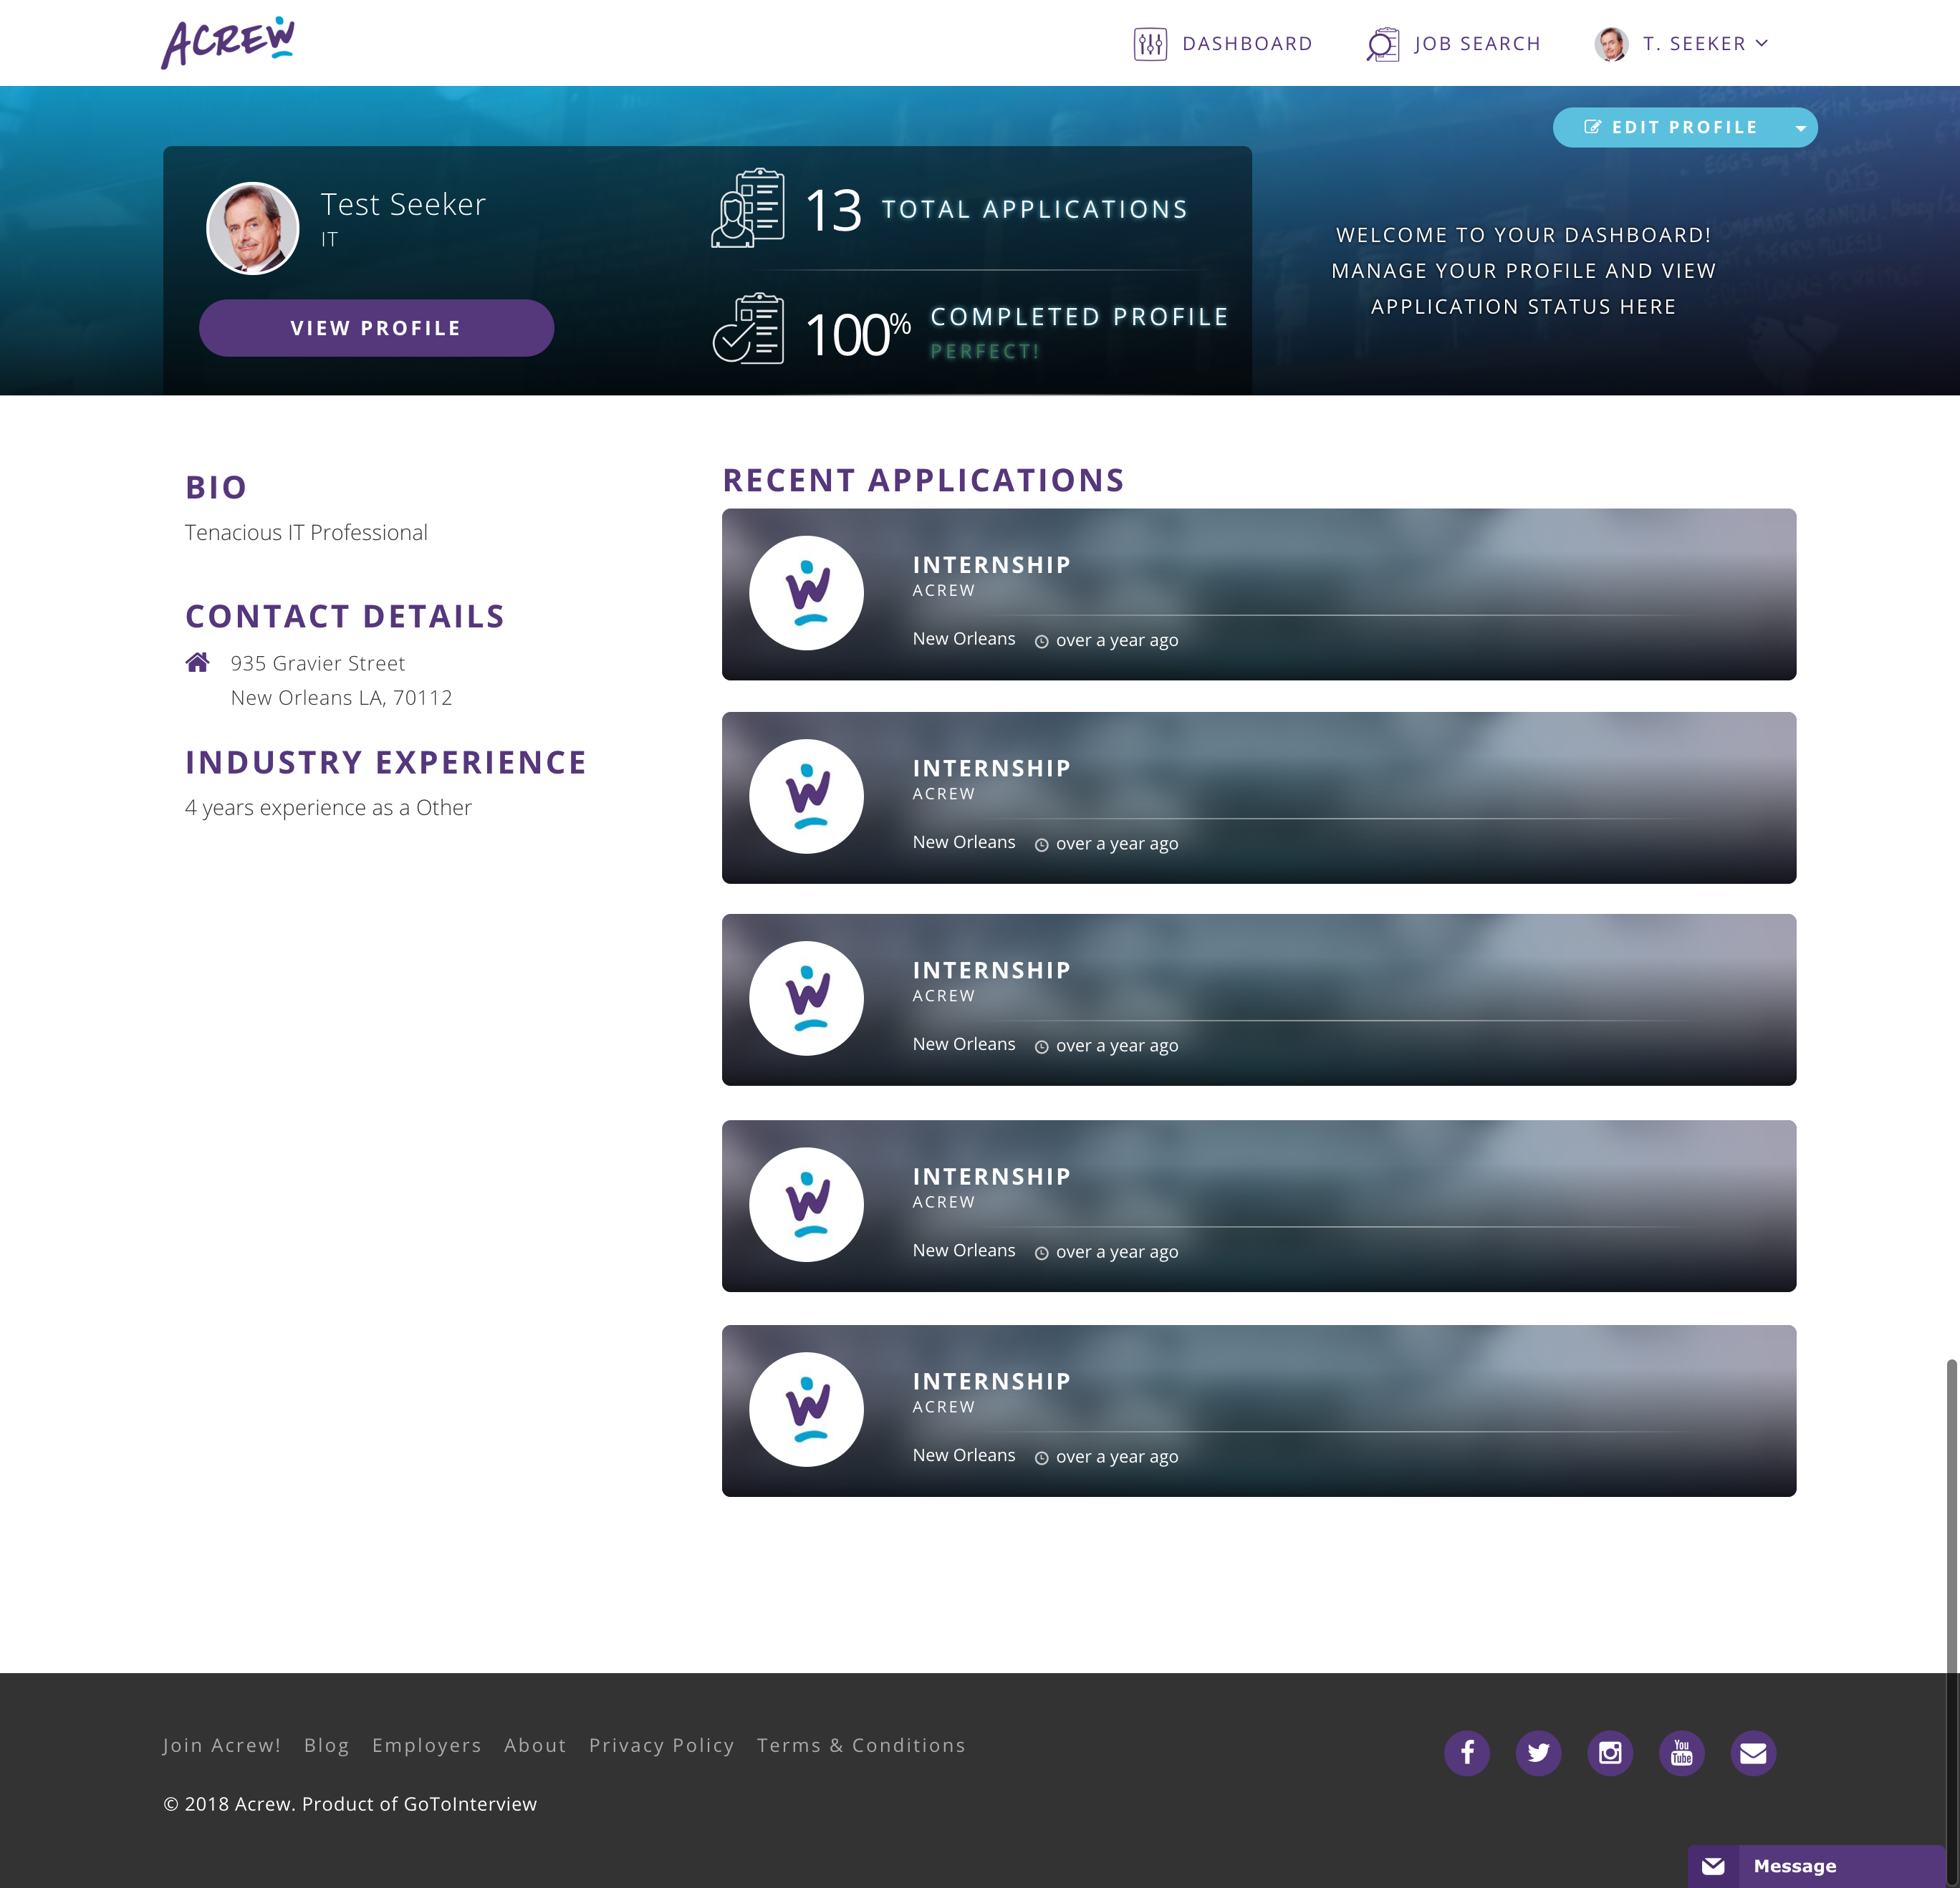 ACREW
DASHBOARD
JOB SEARCH
T. SEEKER
EDIT PROFILE
Test Seeker
IT
VIEW PROFILE
13 TOTAL APPLICATIONS
100% COMPLETED PROFILE
PERFECT!
WELCOME TO YOUR DASHBOARD!
MANAGE YOUR PROFILE AND VIEW
APPLICATION STATUS HERE
BIO
Tenacious IT Professional
CONTACT DETAILS
935 Gravier Street
New Orleans LA, 70112
INDUSTRY EXPERIENCE
4 years experience as a Other
RECENT APPLICATIONS
INTERNSHIP
ACREW
New Orleans over a year ago
INTERNSHIP
ACREW
New Orleans over a year ago
INTERNSHIP
ACREW
New Orleans over a year ago
INTERNSHIP
ACREW
New Orleans over a year ago
INTERNSHIP
ACREW
New Orleans over a year ago
Join Acrew! Blog Employers About Privacy Policy Terms & Conditions
You
Tube
© 2018 Acrew. Product of GoToInterview
Message